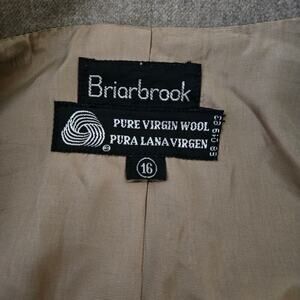 Briarbrook
PURE VIRGIN WOOL
PURA LANA VIRGEN
®
16